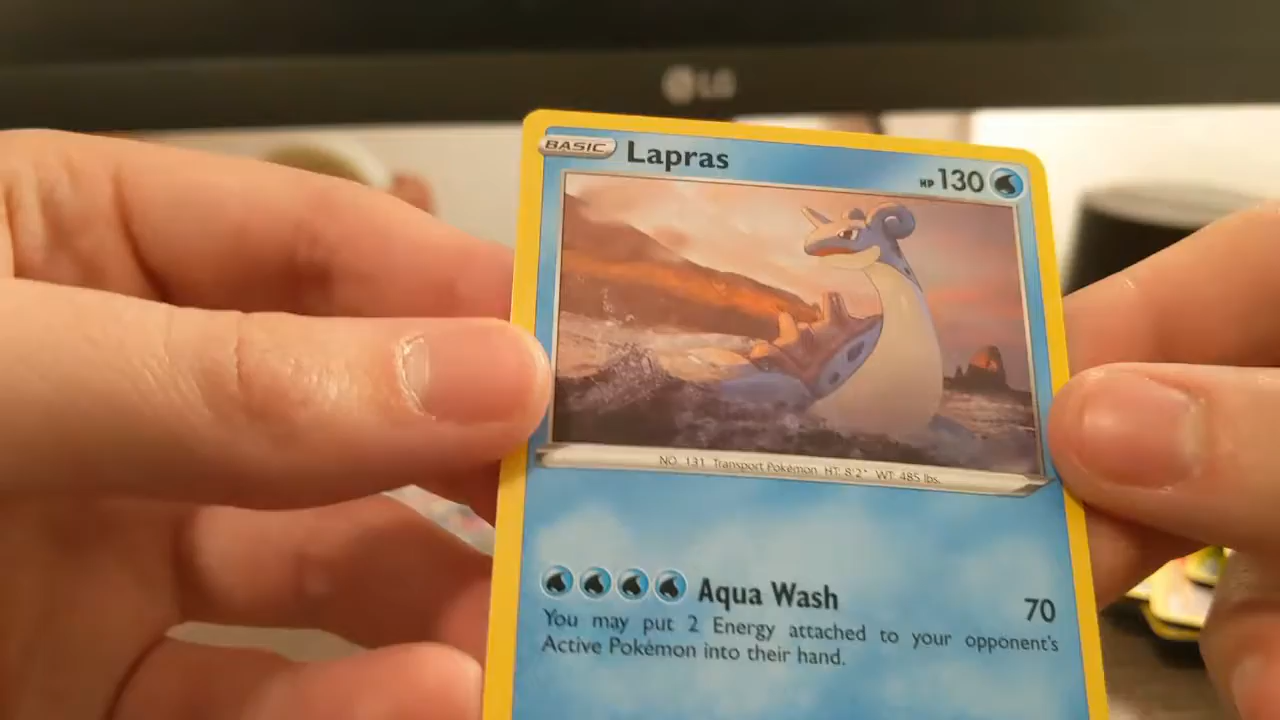 LG
BASIC Lapras HP 130
NO. 131 Transport Pokémon HT: 8'2" WT: 485 lbs.
Aqua Wash 70
You may put 2 Energy attached to your opponent's
Active Pokémon into their hand.